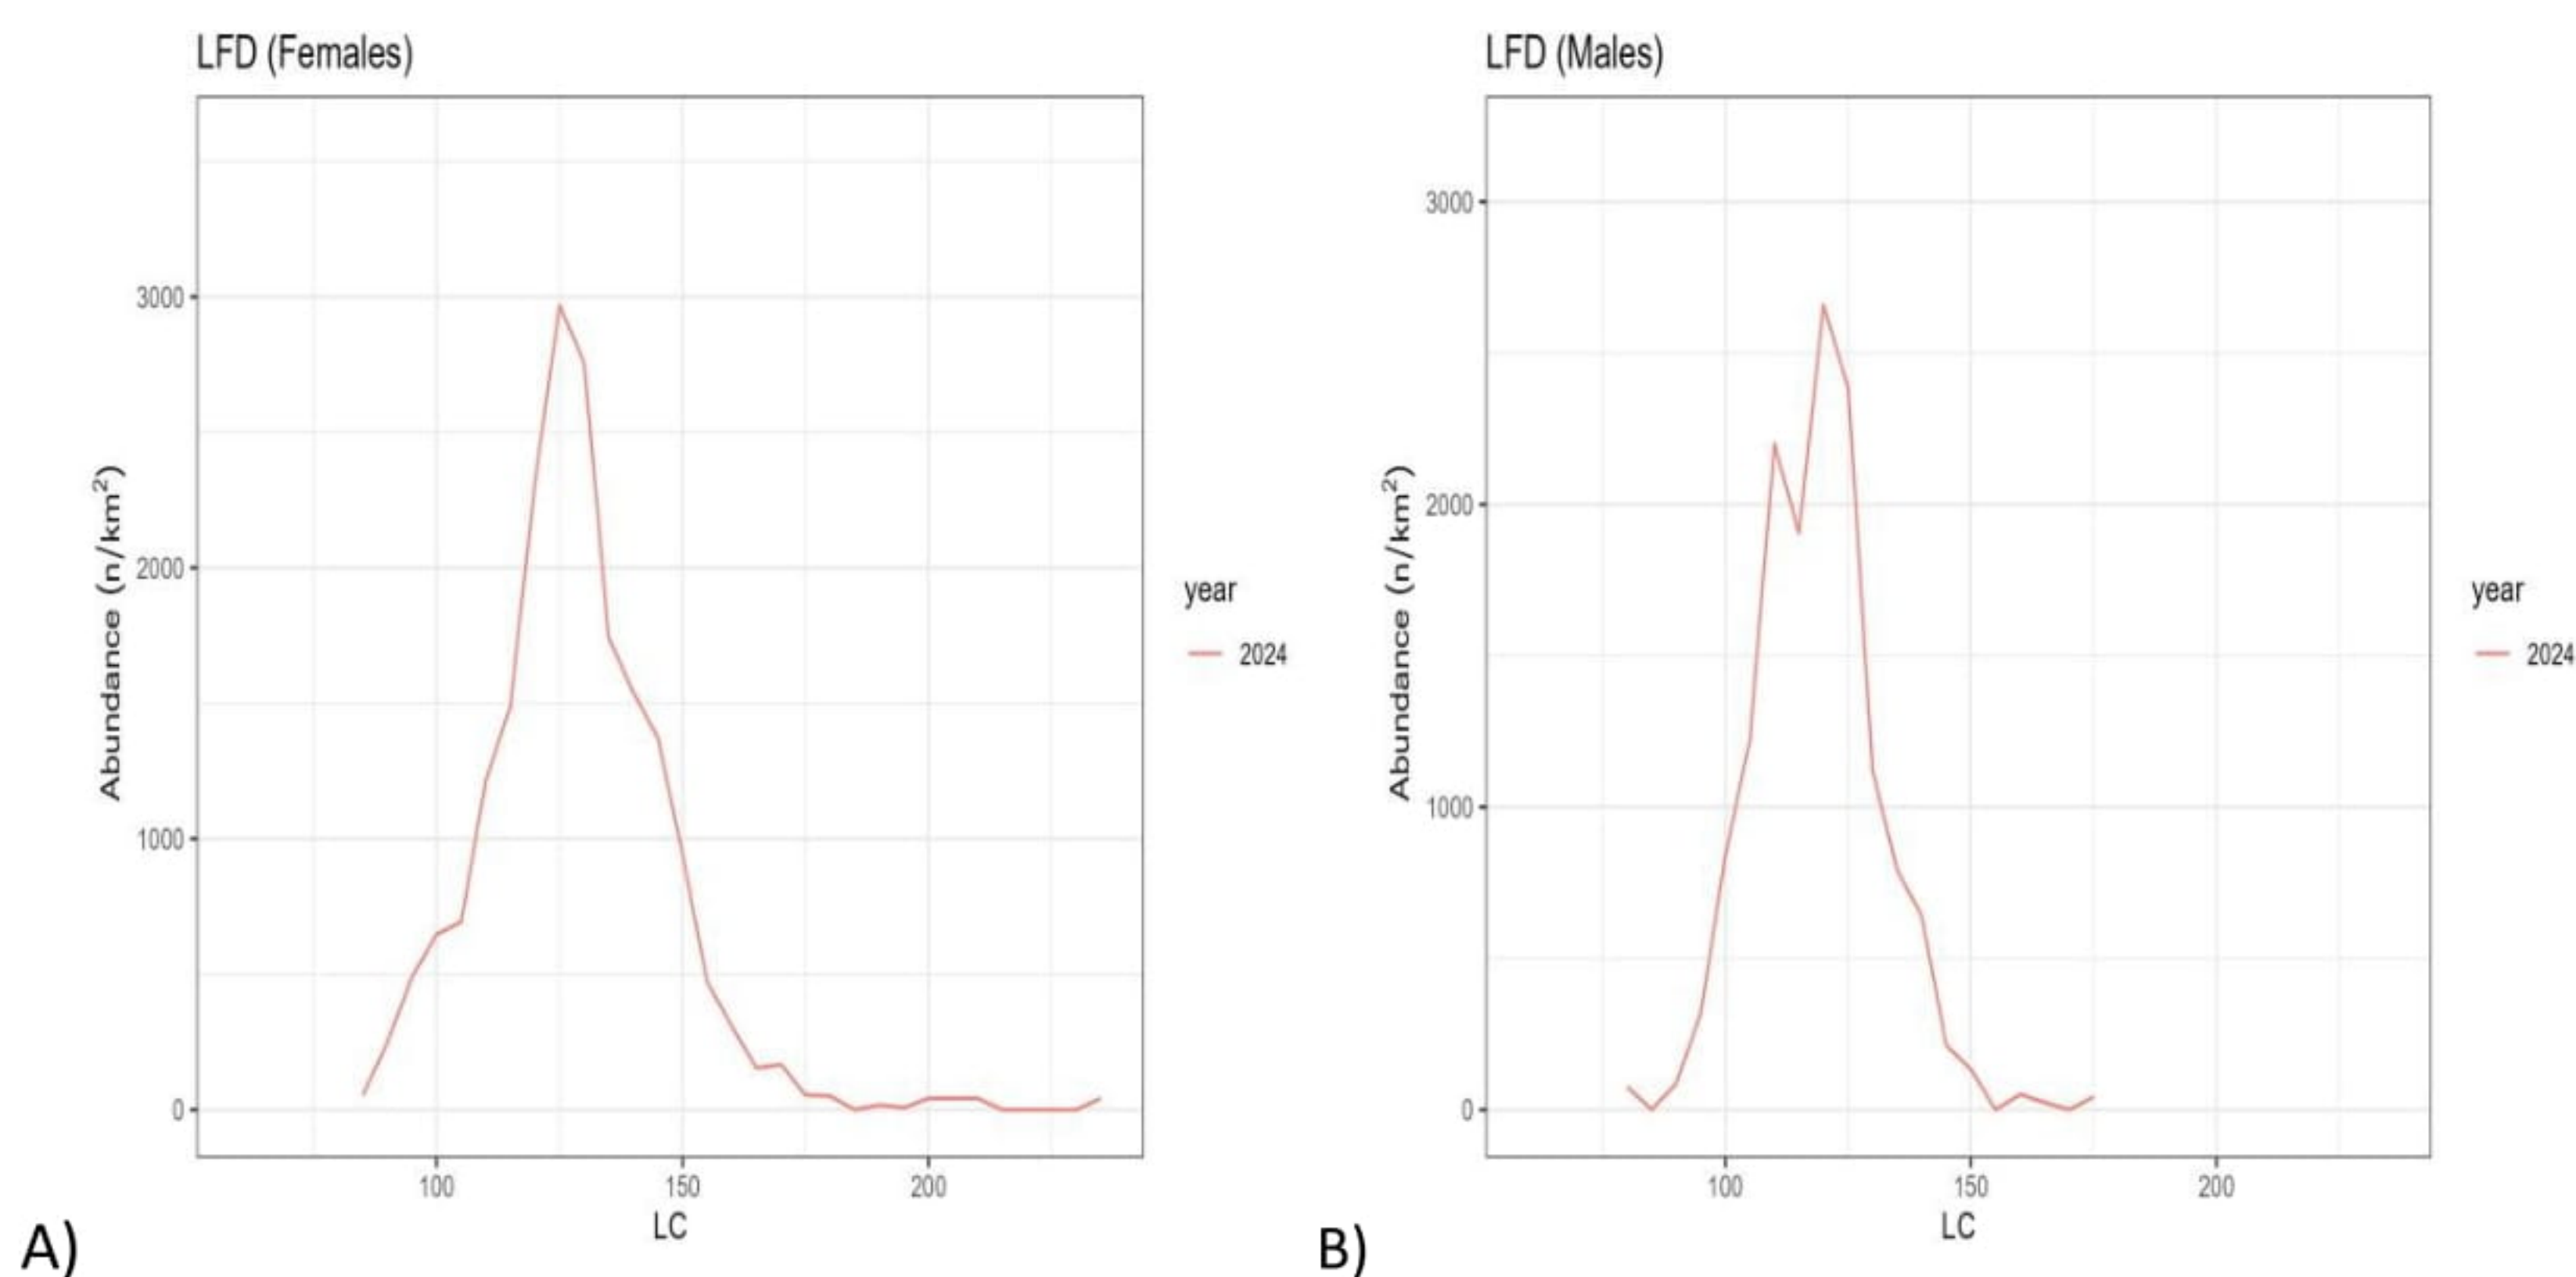 LFD (Females)
3000
2000
1000
0
Abundance (n/km²)
100 150 200
LC
year
2024
A)
LFD (Males)
3000
2000
1000
0
Abundance (n/km²)
100 150 200
LC
year
2024
B)